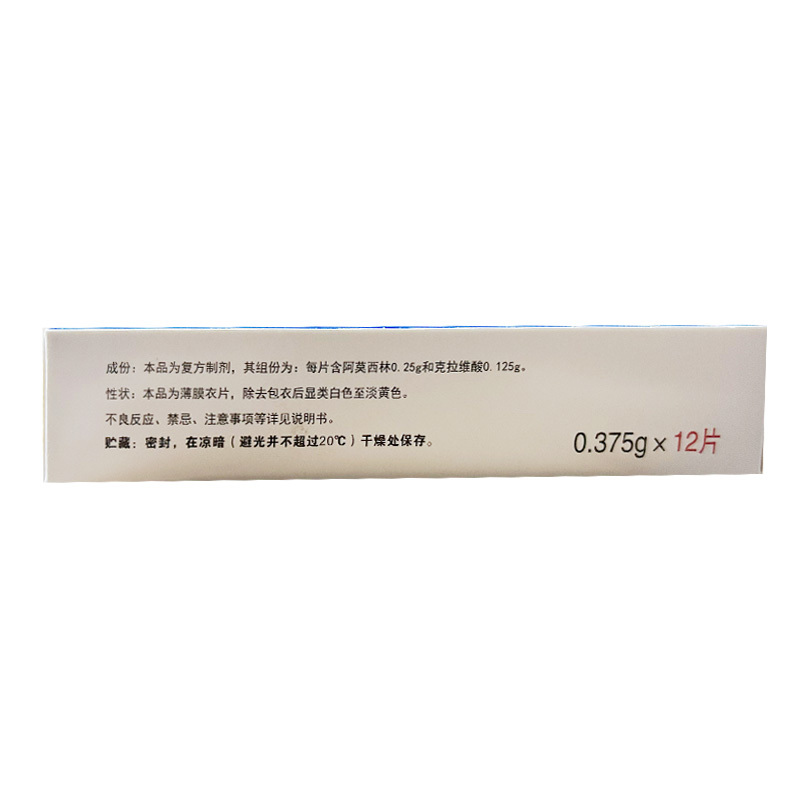 成份：本品为复方制剂，其组份为：每片含阿莫西林0.25g和克拉维酸0.125g。
性状：本品为薄膜衣片，除去包衣后显类白色至淡黄色。
不良反应、禁忌、注意事项等详见说明书。
贮藏：密封，在凉暗（避光并不超过20℃）干燥处保存。
0.375g×12片